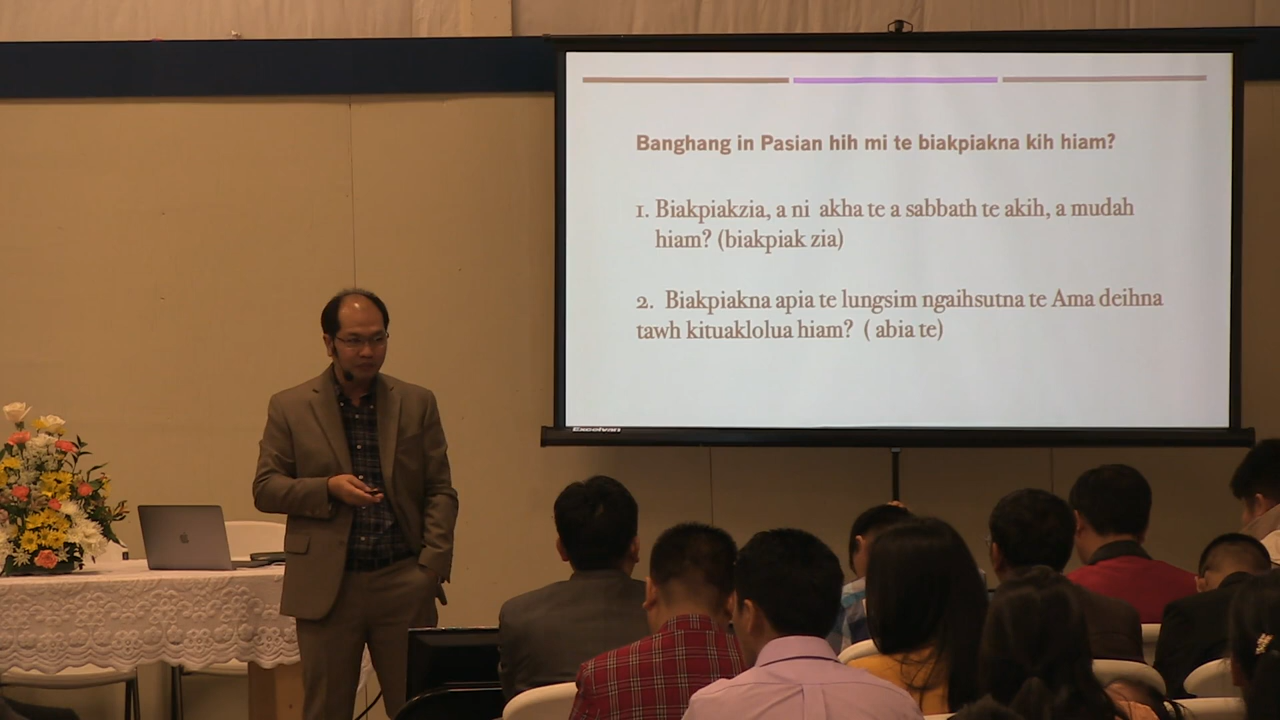 Banghang in Pasian hih mi te biakpiakna kih hiam?
1. Biakpiakzia, a ni akha te a sabbath te akih, a mudah
hiam? (biakpiak zia)
2. Biakpiakna apia te lungsim ngaihsutna te Ama deihna
tawh kituaklolua hiam? ( abia te)
Excelvan